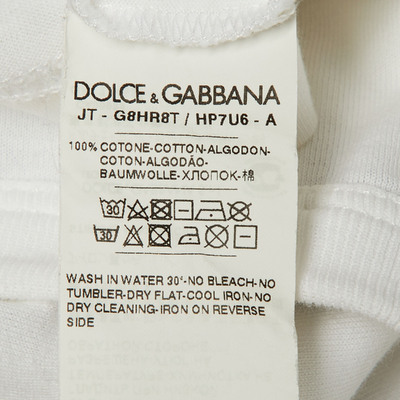 DOLCE & GABBANA
JT - G8HR8T / HP7U6 - A
100% COTONE-COTTON-ALGODON-
COTON-ALGODÃO-
BAUMWOLLE-ХЛОПОК-棉
30
30
WASH IN WATER 30°-NO BLEACH-NO
TUMBLER-DRY FLAT-COOL IRON-NO
DRY CLEANING-IRON ON REVERSE
SIDE